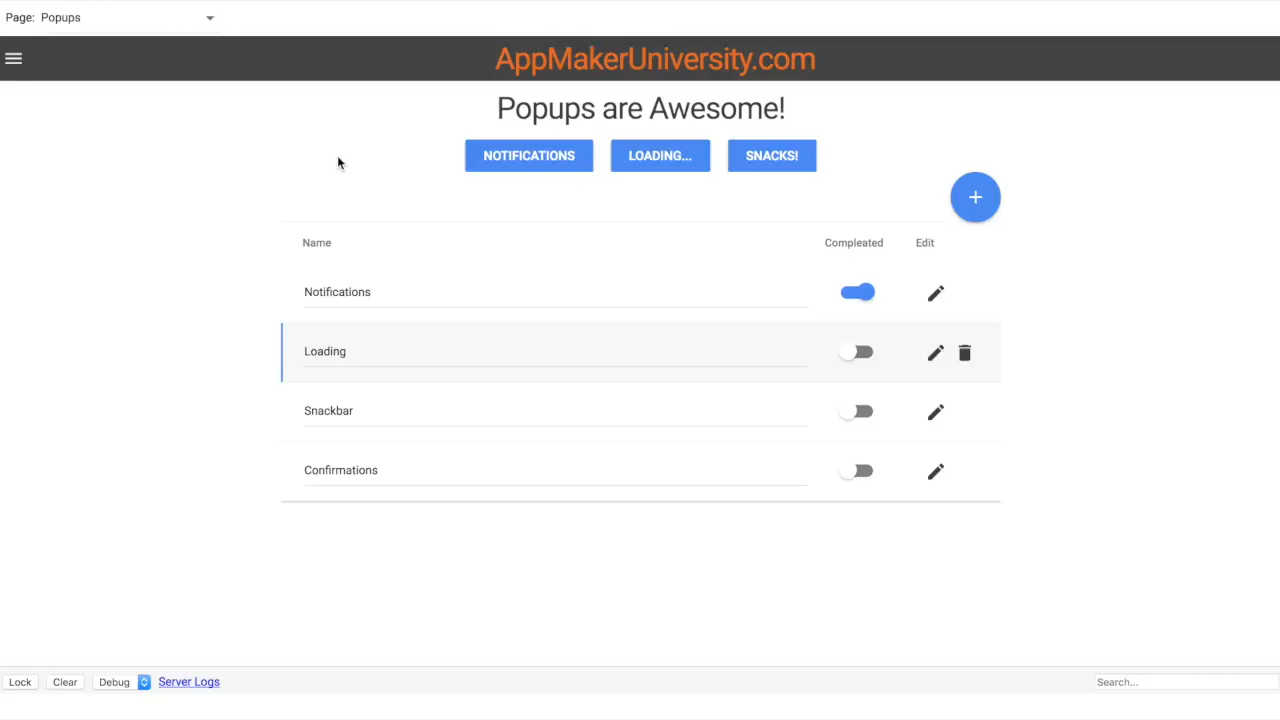 Page: Popups
AppMakerUniversity.com
Popups are Awesome!
NOTIFICATIONS LOADING... SNACKS!
+
Name Compleated Edit
Notifications
Loading
Snackbar
Confirmations
Lock Clear Debug Server Logs Search...